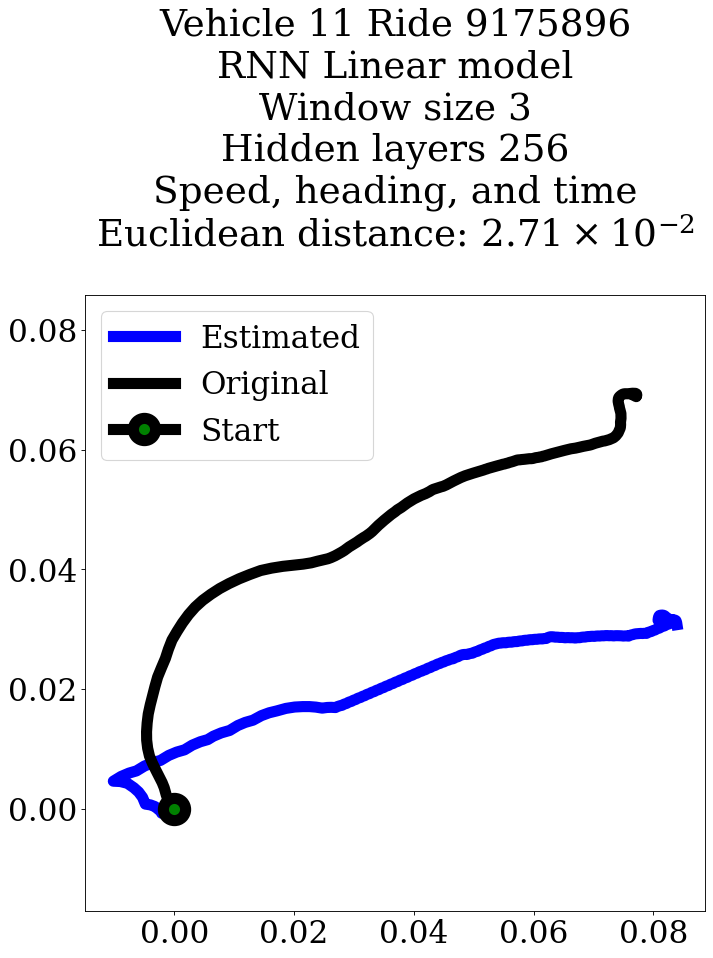 Vehicle 11 Ride 9175896
RNN Linear model
Window size 3
Hidden layers 256
Speed, heading, and time
Euclidean distance: 2.71 × 10⁻²
Estimated
Original
Start
0.08
0.06
0.04
0.02
0.00
0.00 0.02 0.04 0.06 0.08